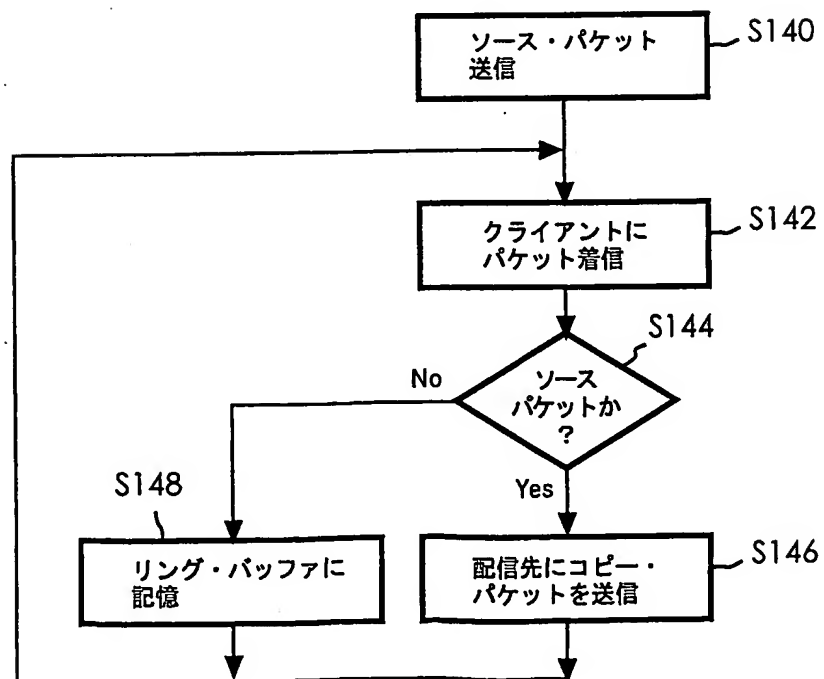 ソース・パケット
送信
S140
クライアントに
パケット着信
S142
S144
ソース
パケットか
?
No
Yes
S148
リング・バッファに
記憶
配信先にコピー・
パケットを送信
S146